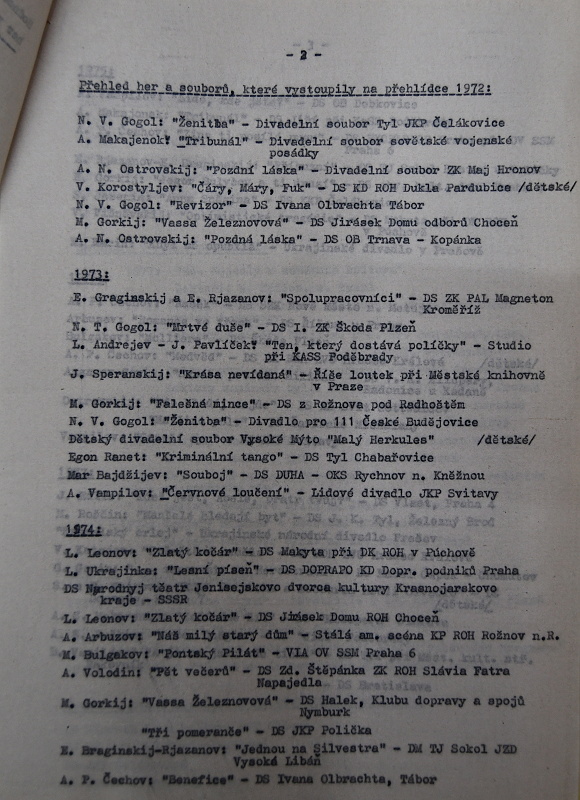 - 2 -
Přehled her a souborů, které vystoupily na přehlídce 1972:
N. V. Gogol: "Ženitba" - Divadelní soubor Tyl JKP Čelákovice
A. Makajenok: "Tribunál" - Divadelní soubor sovětské vojenské
posádky
A. N. Ostrovskij: "Pozdní láska" - Divadelní soubor ZK Maj Hronov
V. Korostyljev: "Čáry, Máry, Fuk" - DS KD ROH Dukla Pardubice /dětské/
N. V. Gogol: "Revizor" - DS Ivana Olbrachta Tábor
M. Gorkij: "Vassa Železnovová" - DS Jirásek Domu odborů Choceň
A. N. Ostrovskij: "Pozdná láska" - DS OB Trnava - Kopánka
1973:
E. Graginskij a E. Rjazanov: "Spolupracovníci" - DS ZK PAL Magneton
Kroměříž
N. T. Gogol: "Mrtvé duše" - DS I. ZK Škoda Plzeň
L. Andrejev - J. Pavlíček: "Ten, který dostává políčky" - Studio
při KASS Poděbrady
J. Speranskij: "Krása nevídaná" - Říše loutek při Městské knihovně
v Praze
M. Gorkij: "Falešná mince" - DS z Rožnova pod Radhoštěm
N. V. Gogol: "Ženitba" - Divadlo pro 111 České Budějovice
Dětský divadelní soubor Vysoké Mýto "Malý Herkules" /dětské/
Egon Ranet: "Kriminální tango" - DS Tyl Chabařovice
Mar Bajdžijev: "Souboj" - DS DUHA - OKS Rychnov n. Kněžnou
A. Vampilov: "Červnové loučení" - Lidové divadlo JKP Svitavy
1974:
L. Leonov: "Zlatý kočár" - DS Makyta při DK ROH v Púchově
L. Ukrajinka: "Lesní píseň" - DS DOPRAPO KD Dopr. podniků Praha
DS Národnyj těatr Jenisejskovo dvorca kultury Krasnojarskovo
kraje - SSSR
L. Leonov: "Zlatý kočár" - DS Jirásek Domu ROH Choceň
A. Arbuzov: "Náš milý starý dům" - Stálá am. scéna KP ROH Rožnov n.R.
M. Bulgakov: "Pontský Pilát" - VIA OV SSM Praha 6
A. Volodin: "Pět večerů" - DS Zd. Štěpánka ZK ROH Slávia Fatra
Napajedla
M. Gorkij: "Vassa Železnovová" - DS Hálek, Klubu dopravy a spojů
Nymburk
"Tři pomeranče" - DS JKP Polička
E. Braginskij-Rjazanov: "Jednou na Silvestra" - DM TJ Sokol JZD
Vysoká Libáň
A. P. Čechov: "Benefice" - DS Ivana Olbrachta, Tábor